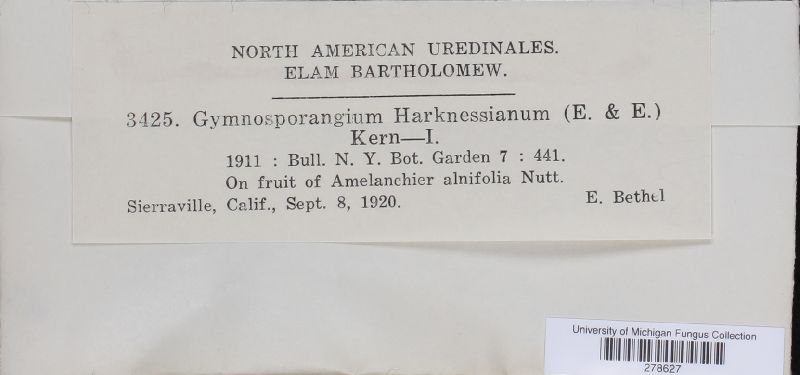 NORTH AMERICAN UREDINALES.
ELAM BARTHOLOMEW.
3425. Gymnosporangium Harknessianum (E. & E.)
Kern—I.
1911 : Bull. N. Y. Bot. Garden 7 : 441.
On fruit of Amelanchier alnifolia Nutt.
Sierraville, Calif., Sept. 8, 1920. E. Bethel
University of Michigan Fungus Collection
278627